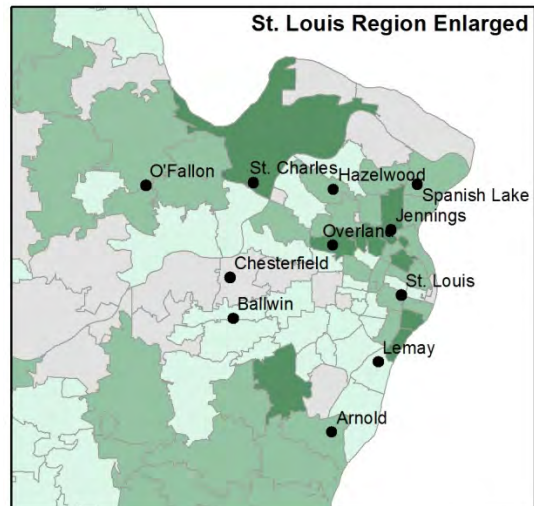 St. Louis Region Enlarged
O'Fallon
St. Charles
Hazelwood
Spanish Lake
Jennings
Overland
Chesterfield
St. Louis
Ballwin
Lemay
Arnold